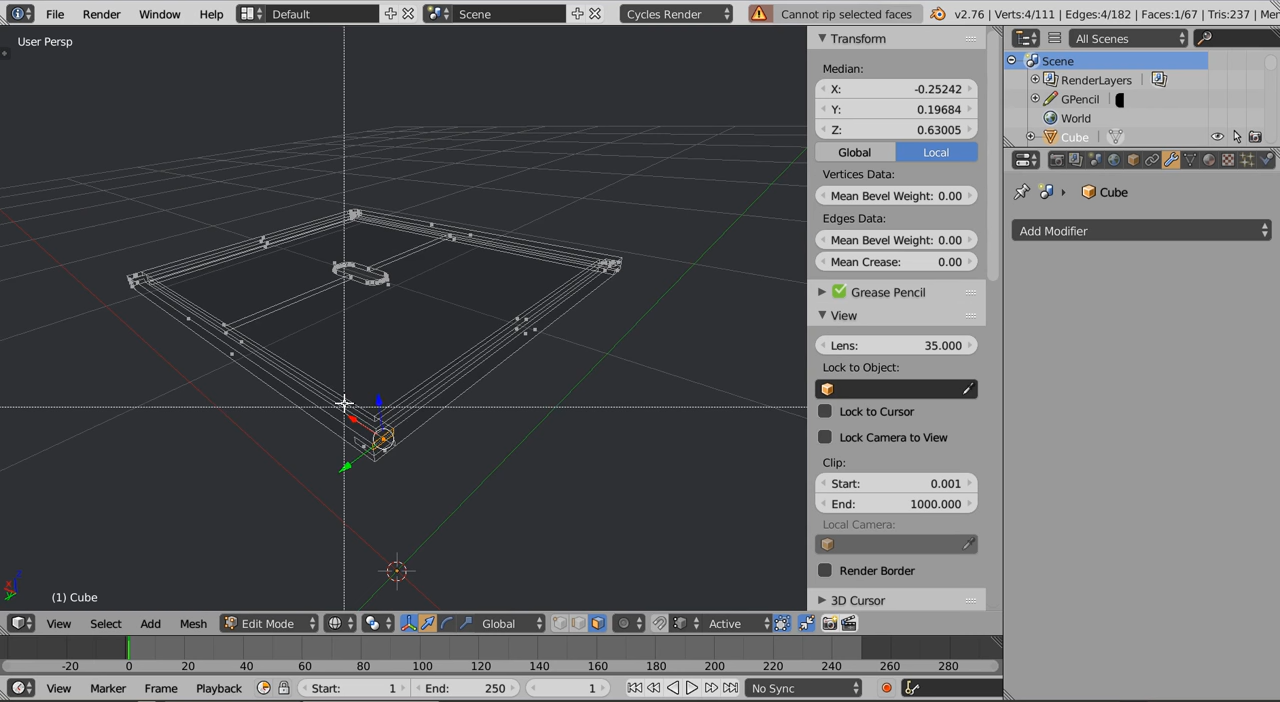 File Render Window Help Default Scene Cycles Render Cannot rip selected faces v2.76 | Verts:4/111 | Edges:4/182 | Faces:1/67 | Tris:237 | Mer
User Persp
(1) Cube
Transform
Median:
X: -0.25242
Y: 0.19684
Z: 0.63005
Global Local
Vertices Data:
Mean Bevel Weight: 0.00
Edges Data:
Mean Bevel Weight: 0.00
Mean Crease: 0.00
Grease Pencil
View
Lens: 35.000
Lock to Object:
Lock to Cursor
Lock Camera to View
Clip:
Start: 0.001
End: 1000.000
Local Camera:
Render Border
3D Cursor
All Scenes
Scene
RenderLayers
GPencil
World
Cube
Cube
Add Modifier
View Select Add Mesh Edit Mode Global Active
-20 0 20 40 60 80 100 120 140 160 180 200 220 240 260 280
View Marker Frame Playback Start: 1 End: 250 1 No Sync